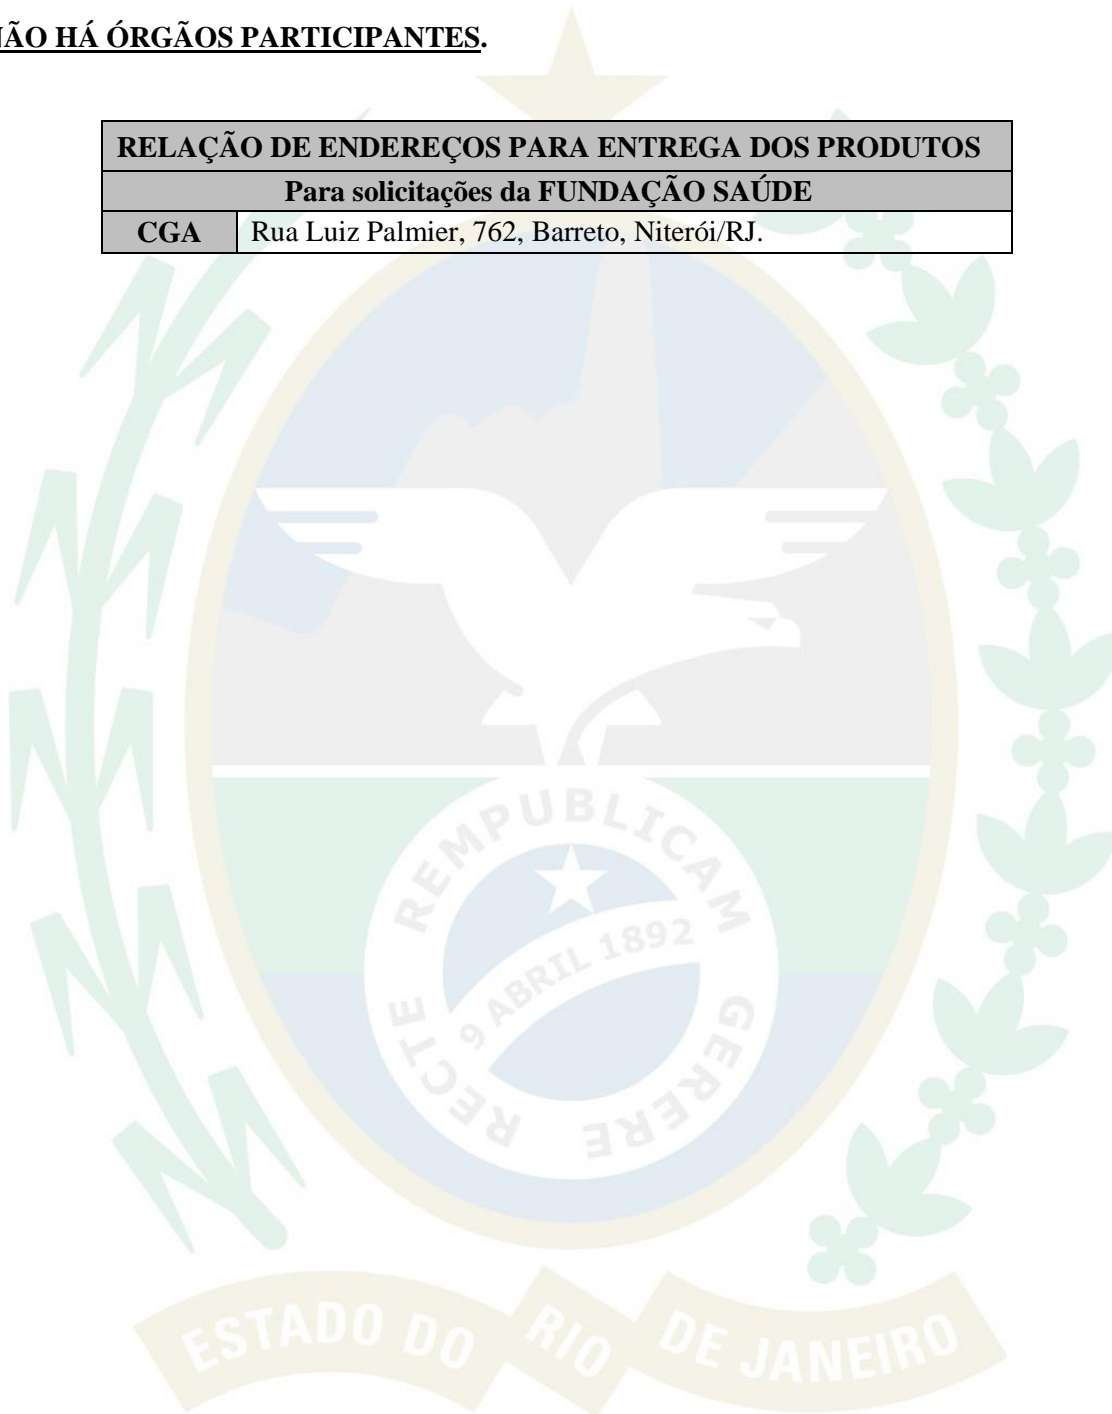 NÃO HÁ ÓRGÃOS PARTICIPANTES.
RELAÇÃO DE ENDEREÇOS PARA ENTREGA DOS PRODUTOS
Para solicitações da FUNDAÇÃO SAÚDE
CGA Rua Luiz Palmier, 762, Barreto, Niterói/RJ.
RECTE REMPUBLICAM GERERE
9 ABRIL 1892
ESTADO DO RIO DE JANEIRO